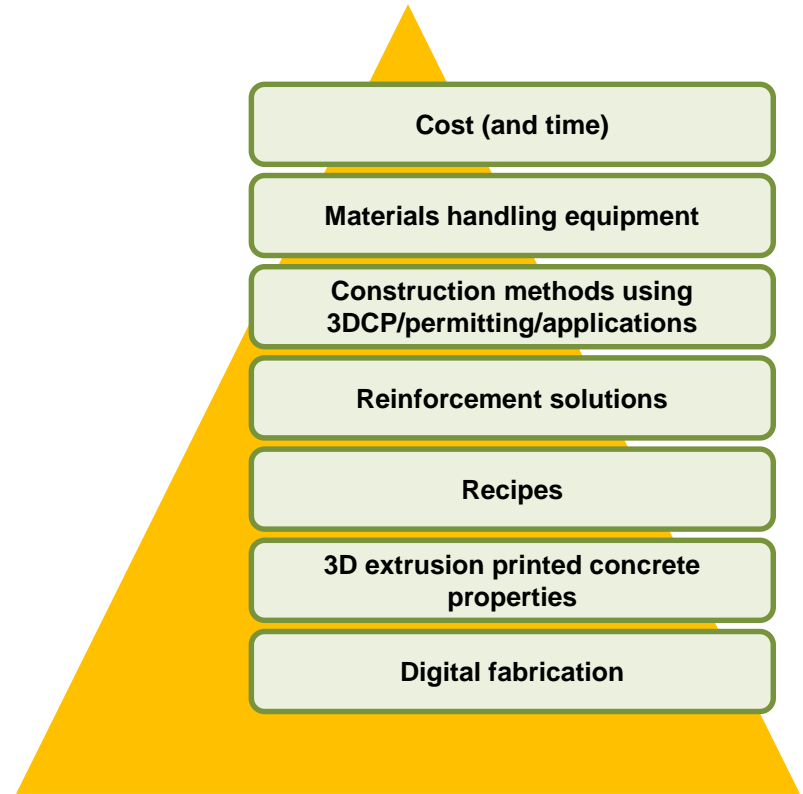 Cost (and time)
Materials handling equipment
Construction methods using
3DCP/permitting/applications
Reinforcement solutions
Recipes
3D extrusion printed concrete
properties
Digital fabrication